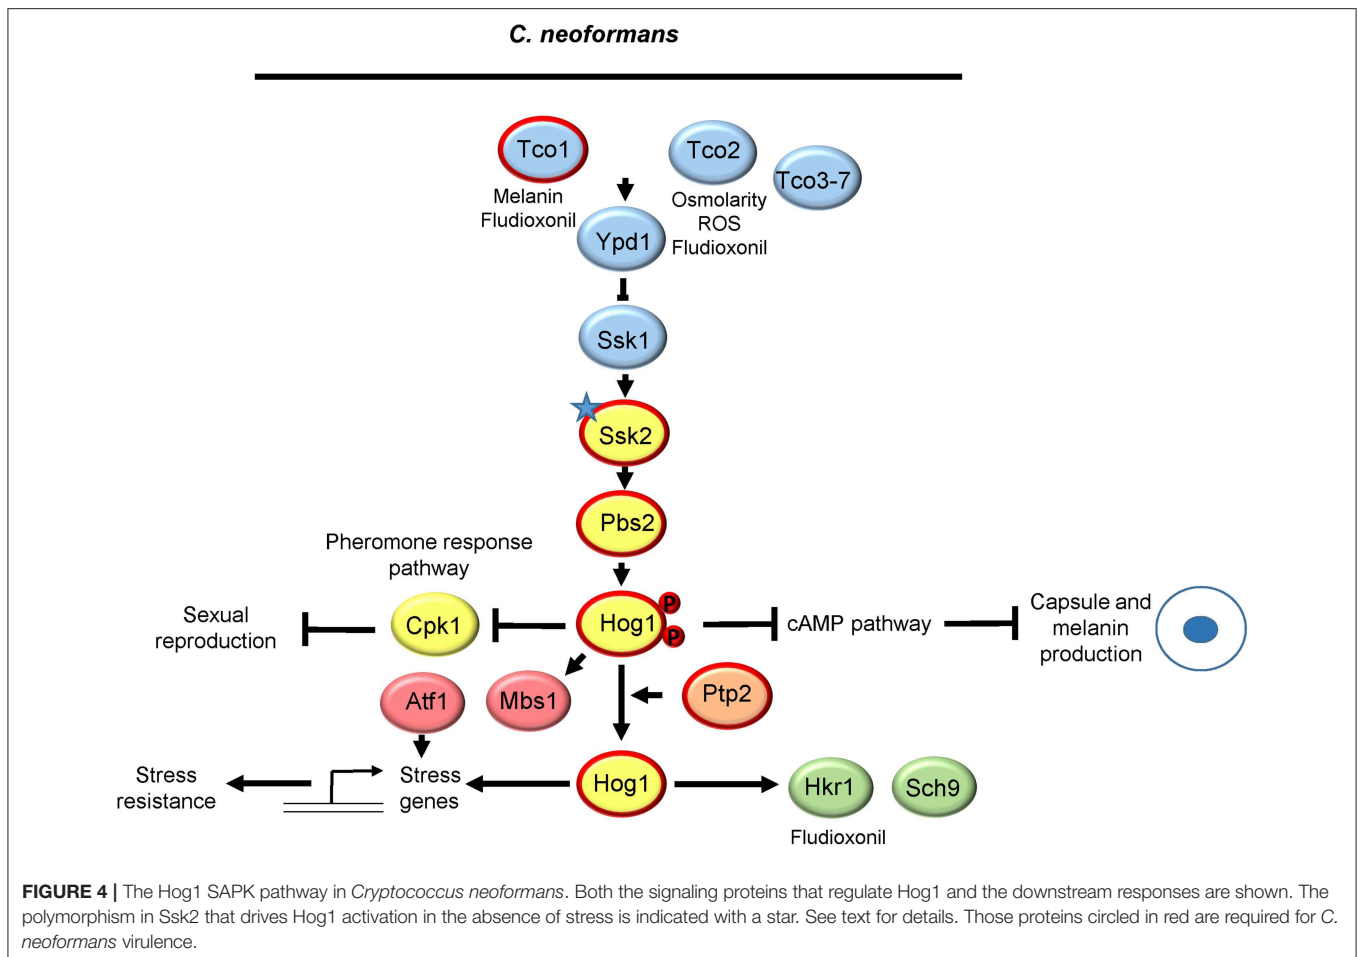 C. neoformans
Tco1
Tco2
Tco3-7
Melanin
Fludioxonil
Osmolarity
ROS
Fludioxonil
Ypd1
Ssk1
Ssk2
Pbs2
Pheromone response
pathway
Sexual
reproduction
Cpk1
Hog1
P
P
cAMP pathway
Capsule and
melanin
production
Atf1
Mbs1
Ptp2
Stress
resistance
Stress
genes
Hog1
Hkr1
Sch9
Fludioxonil
FIGURE 4 | The Hog1 SAPK pathway in Cryptococcus neoformans. Both the signaling proteins that regulate Hog1 and the downstream responses are shown. The
polymorphism in Ssk2 that drives Hog1 activation in the absence of stress is indicated with a star. See text for details. Those proteins circled in red are required for C.
neoformans virulence.